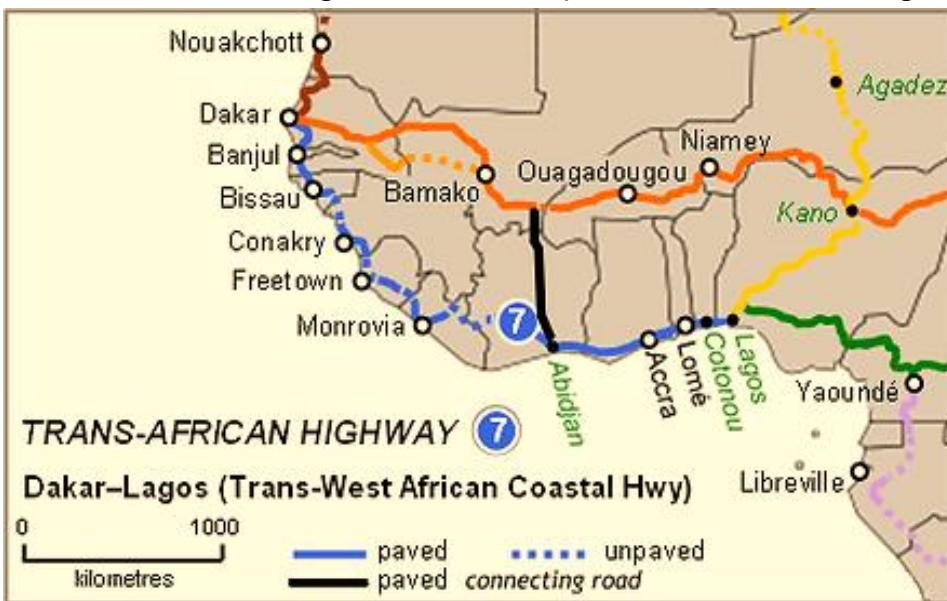 Nouakchott
Agadez
Dakar
Niamey
Banjul
Ouagadougou
Bissau
Bamako
Kano
Conakry
Freetown
Monrovia
7
Abidjan
Accra
Lomé
Cotonou
Lagos
Yaoundé
TRANS-AFRICAN HIGHWAY 7
Libreville
Dakar–Lagos (Trans-West African Coastal Hwy)
0 1000
kilometres
paved unpaved
paved connecting road